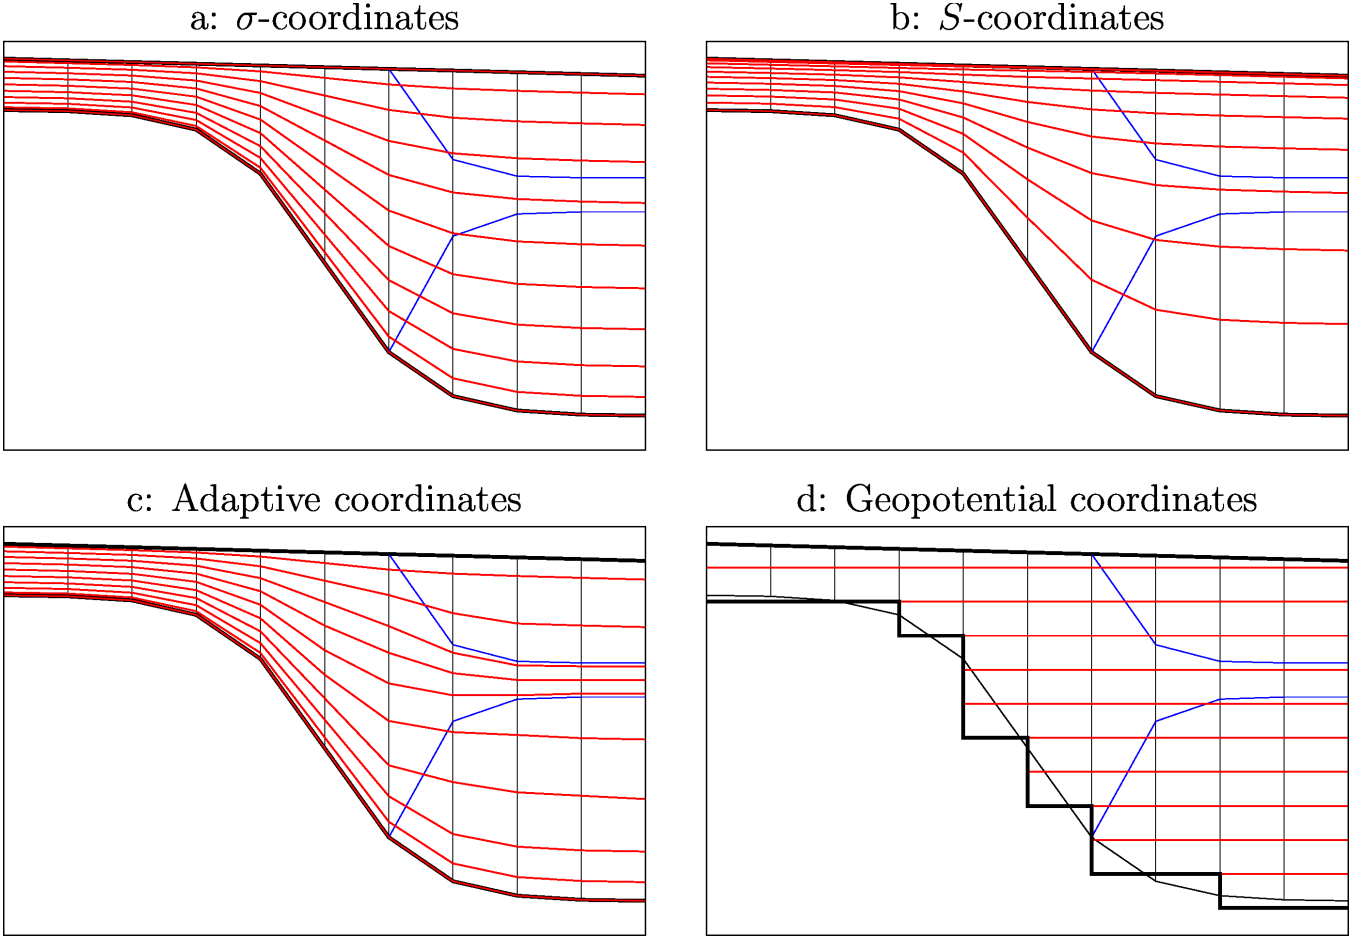 a: σ-coordinates
b: S-coordinates
c: Adaptive coordinates
d: Geopotential coordinates